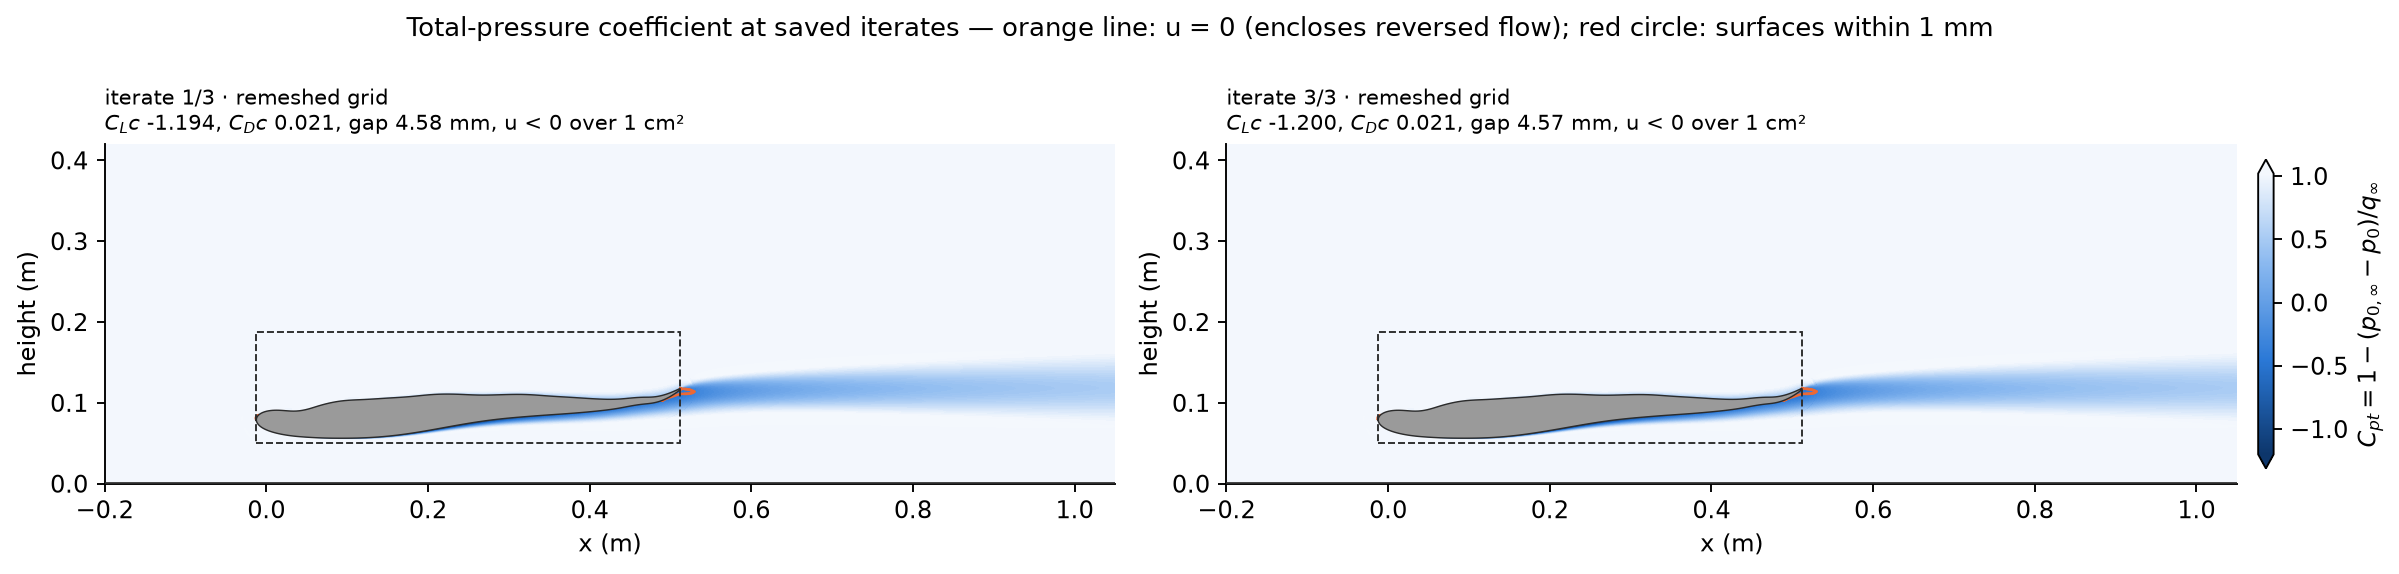 Total-pressure coefficient at saved iterates — orange line: u = 0 (encloses reversed flow); red circle: surfaces within 1 mm
iterate 1/3 · remeshed grid
C_Lc -1.194, C_Dc 0.021, gap 4.58 mm, u < 0 over 1 cm²
0.4
0.3
0.2
0.1
0.0
height (m)
−0.2
0.0
0.2
0.4
0.6
0.8
1.0
x (m)
iterate 3/3 · remeshed grid
C_Lc -1.200, C_Dc 0.021, gap 4.57 mm, u < 0 over 1 cm²
0.4
0.3
0.2
0.1
0.0
height (m)
−0.2
0.0
0.2
0.4
0.6
0.8
1.0
x (m)
1.0
0.5
0.0
−0.5
−1.0
C_pt = 1 − (p_0,∞ − p_0)/q_∞